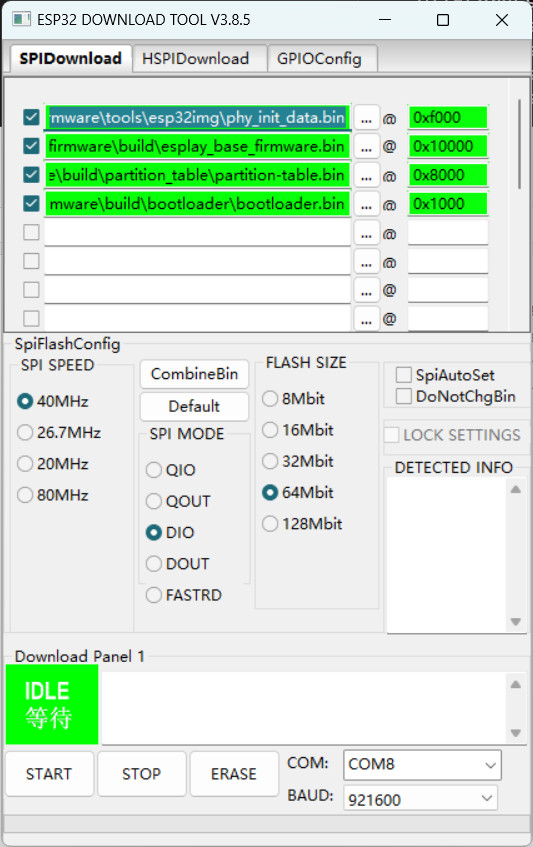 ESP32 DOWNLOAD TOOL V3.8.5
SPIDownload HSPIDownload GPIOConfig
rmware\tools\esp32img\phy_init_data.bin ... @ 0xf000
firmware\build\esplay_base_firmware.bin ... @ 0x10000
e\build\partition_table\partition-table.bin ... @ 0x8000
mware\build\bootloader\bootloader.bin ... @ 0x1000
... @
... @
... @
... @
SpiFlashConfig
SPI SPEED
40MHz
26.7MHz
20MHz
80MHz
CombineBin
Default
SPI MODE
QIO
QOUT
DIO
DOUT
FASTRD
FLASH SIZE
8Mbit
16Mbit
32Mbit
64Mbit
128Mbit
SpiAutoSet
DoNotChgBin
LOCK SETTINGS
DETECTED INFO
Download Panel 1
IDLE
等待
START STOP ERASE
COM: COM8
BAUD: 921600